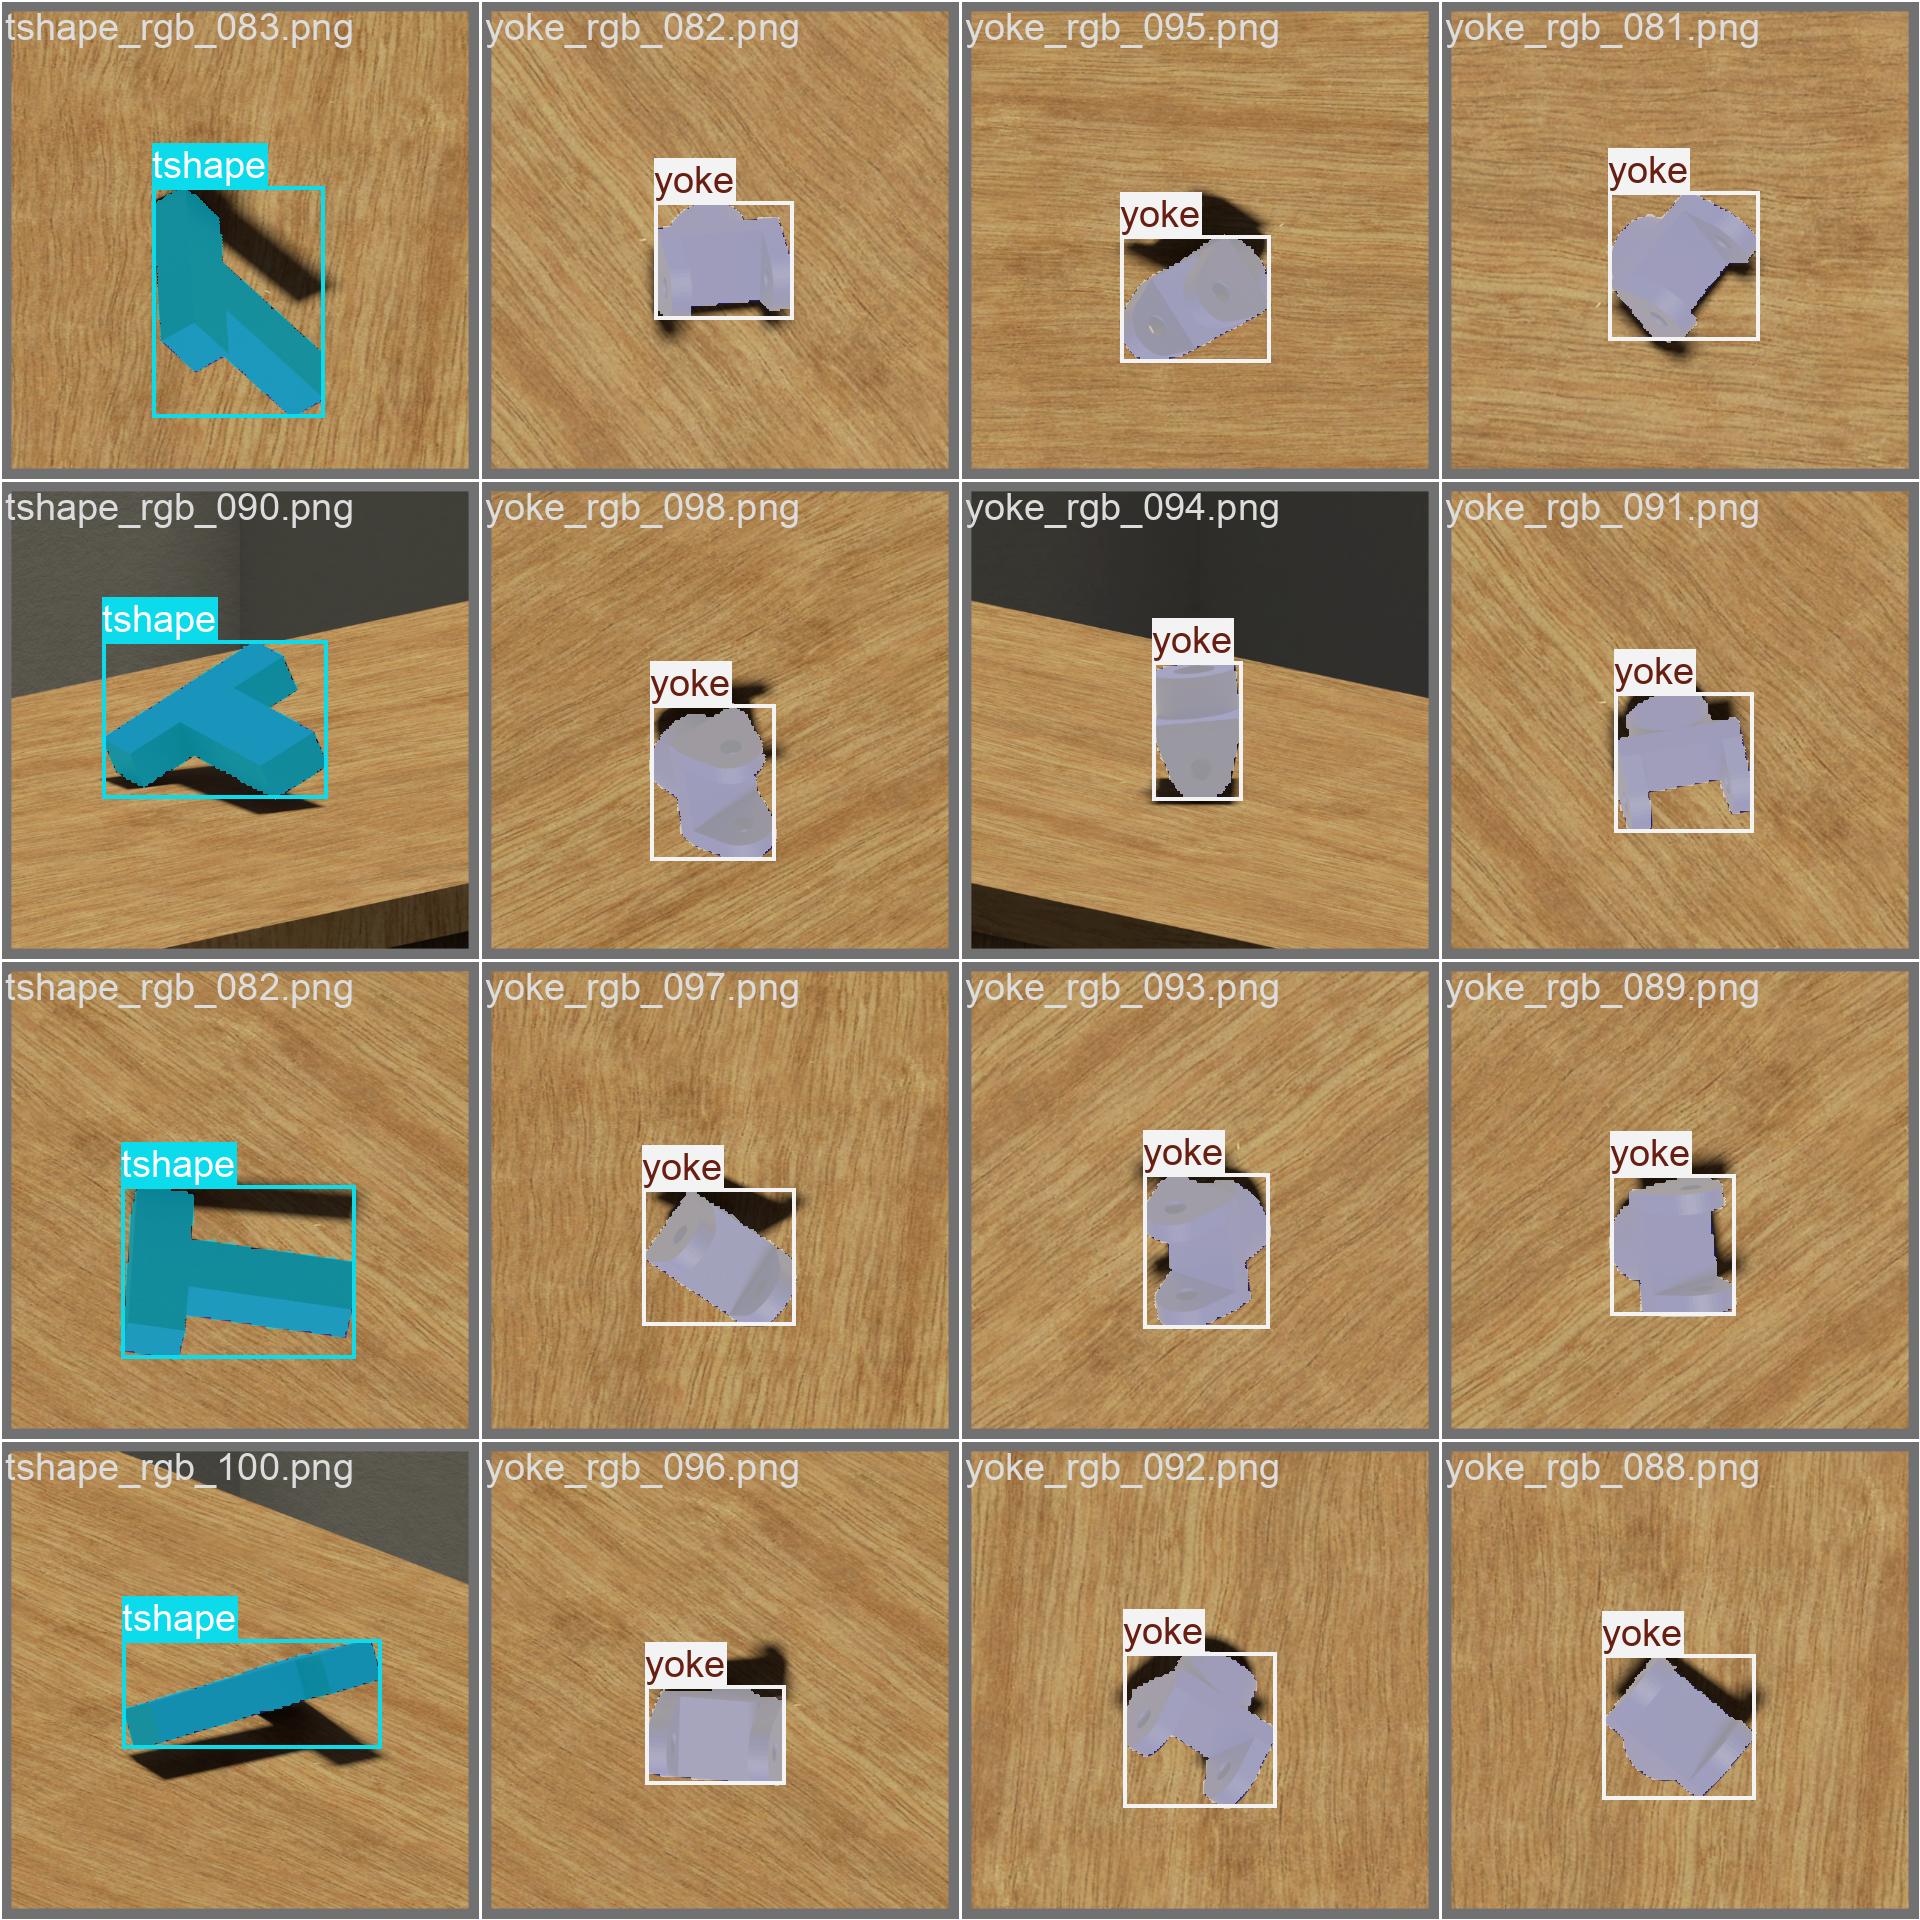 tshape_rgb_083.png
tshape
yoke_rgb_082.png
yoke
yoke_rgb_095.png
yoke
yoke_rgb_081.png
yoke
tshape_rgb_090.png
tshape
yoke_rgb_098.png
yoke
yoke_rgb_094.png
yoke
yoke_rgb_091.png
yoke
tshape_rgb_082.png
tshape
yoke_rgb_097.png
yoke
yoke_rgb_093.png
yoke
yoke_rgb_089.png
yoke
tshape_rgb_100.png
tshape
yoke_rgb_096.png
yoke
yoke_rgb_092.png
yoke
yoke_rgb_088.png
yoke